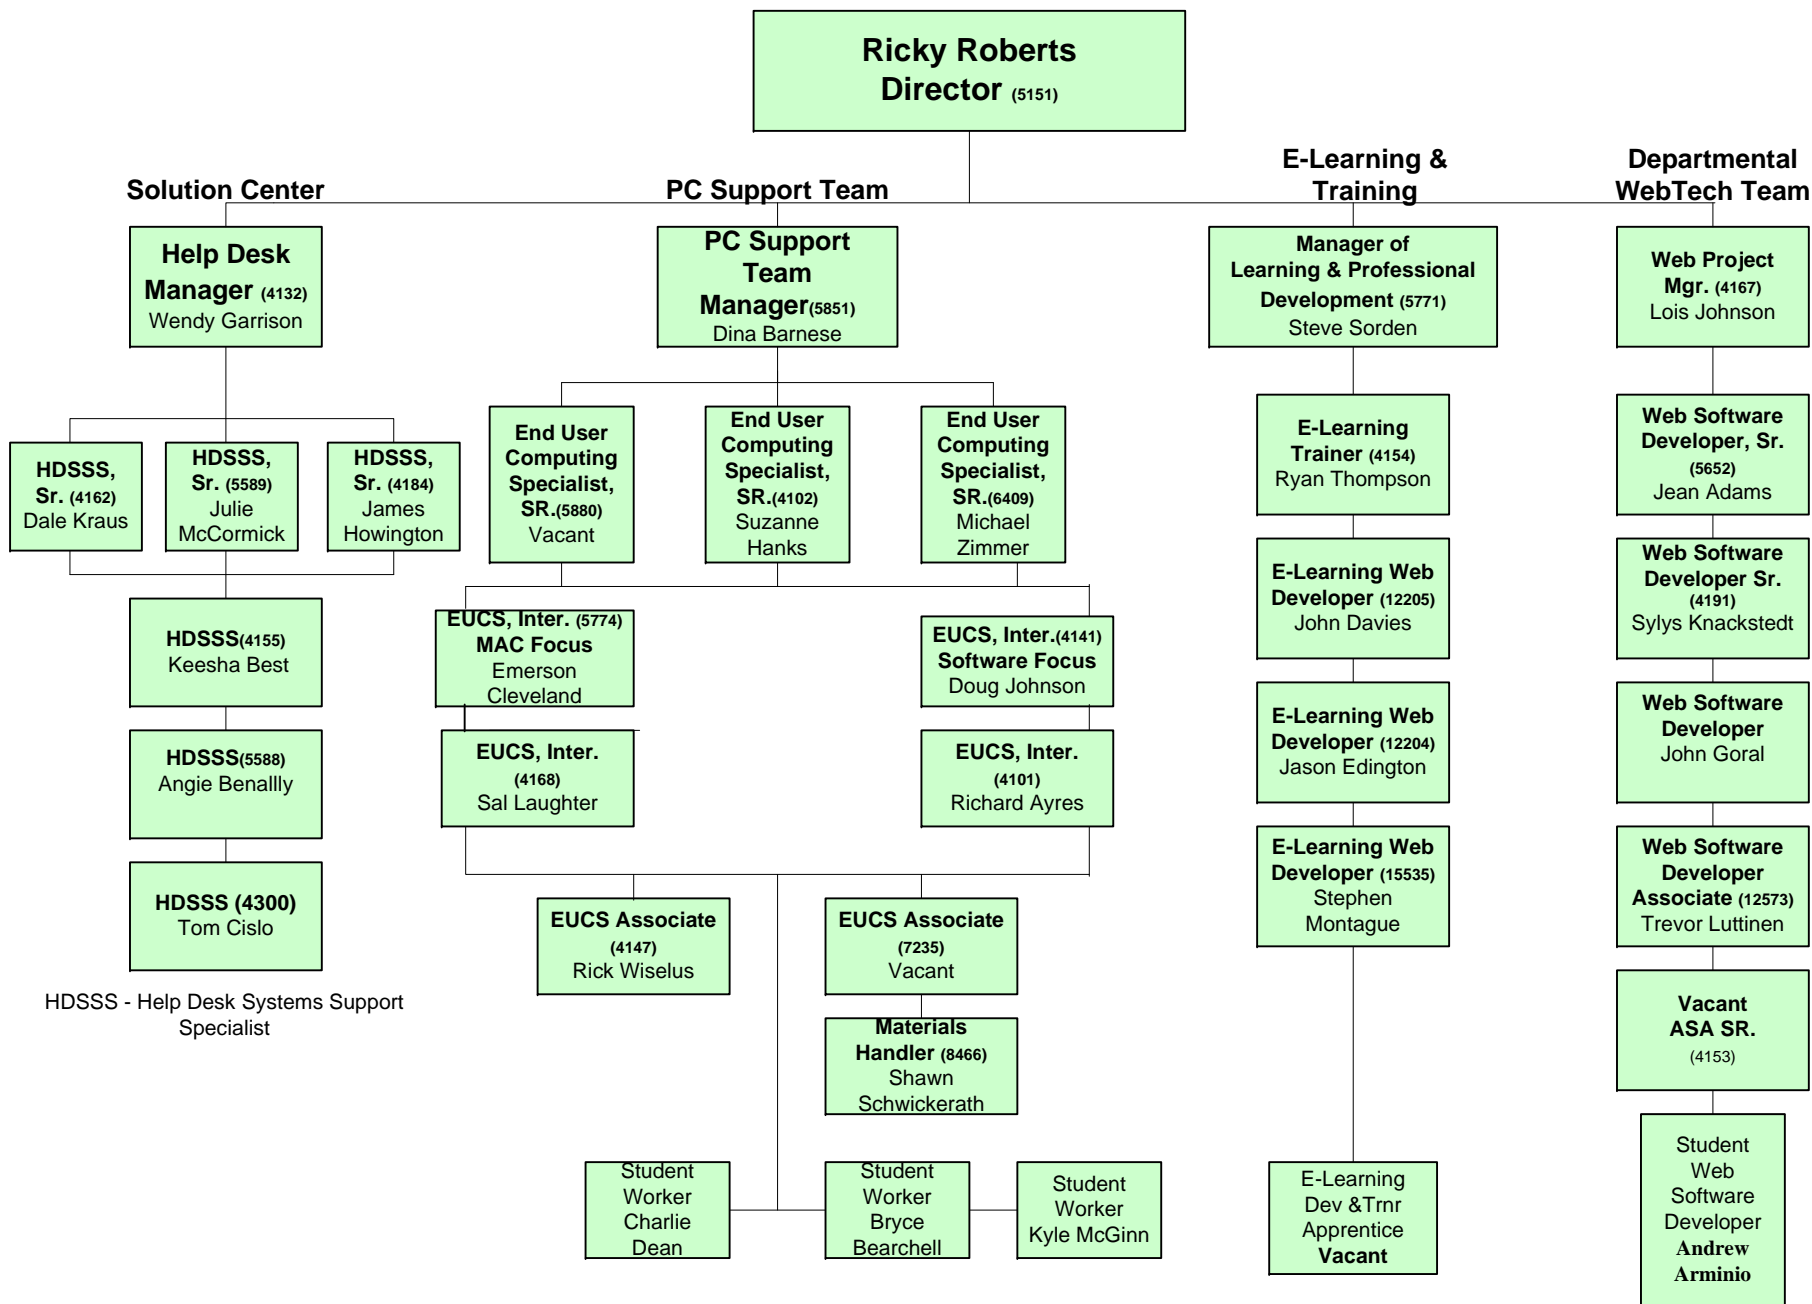 Ricky Roberts
Director (5151)
Solution Center
Help Desk
Manager (4132)
Wendy Garrison
HDSSS,
Sr. (4162)
Dale Kraus
HDSSS,
Sr. (5589)
Julie
McCormick
HDSSS,
Sr. (4184)
James
Howington
HDSSS(4155)
Keesha Best
HDSSS(5588)
Angie Benallly
HDSSS (4300)
Tom Cislo
HDSSS - Help Desk Systems Support
Specialist
PC Support Team
PC Support
Team
Manager(5851)
Dina Barnese
End User
Computing
Specialist,
SR.(5880)
Vacant
End User
Computing
Specialist,
SR.(4102)
Suzanne
Hanks
End User
Computing
Specialist,
SR.(6409)
Michael
Zimmer
EUCS, Inter. (5774)
MAC Focus
Emerson
Cleveland
EUCS, Inter.(4141)
Software Focus
Doug Johnson
EUCS, Inter.
(4168)
Sal Laughter
EUCS, Inter.
(4101)
Richard Ayres
EUCS Associate
(4147)
Rick Wiselus
EUCS Associate
(7235)
Vacant
Materials
Handler (8466)
Shawn
Schwickerath
Student
Worker
Charlie
Dean
Student
Worker
Bryce
Bearchell
Student
Worker
Kyle McGinn
E-Learning &
Training
Manager of
Learning & Professional
Development (5771)
Steve Sorden
E-Learning
Trainer (4154)
Ryan Thompson
E-Learning Web
Developer (12205)
John Davies
E-Learning Web
Developer (12204)
Jason Edington
E-Learning Web
Developer (15535)
Stephen
Montague
E-Learning
Dev &Trnr
Apprentice
Vacant
Departmental
WebTech Team
Web Project
Mgr. (4167)
Lois Johnson
Web Software
Developer, Sr.
(5652)
Jean Adams
Web Software
Developer Sr.
(4191)
Sylys Knackstedt
Web Software
Developer
John Goral
Web Software
Developer
Associate (12573)
Trevor Luttinen
Vacant
ASA SR.
(4153)
Student
Web
Software
Developer
Andrew
Arminio